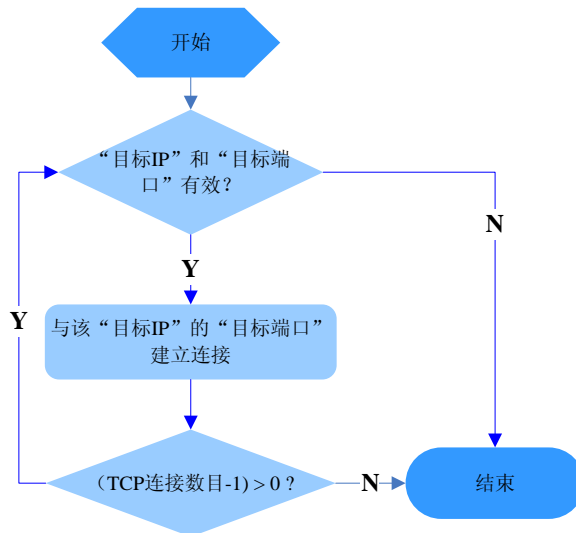 开始
“目标IP”和“目标端
口”有效？
N
Y
Y
与该“目标IP”的“目标端口”
建立连接
（TCP连接数目-1) > 0 ?
N
结束